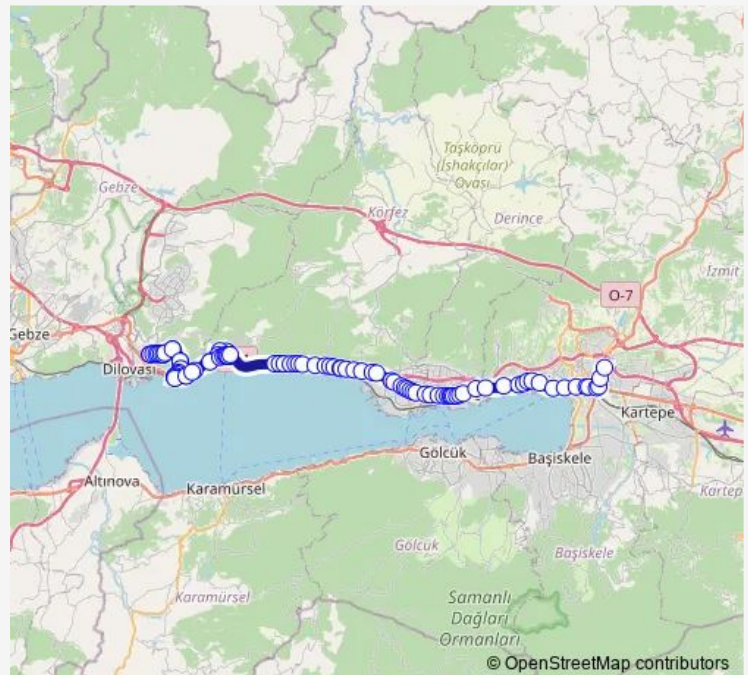 Taşköprü
(İshakçılar)
Ovası
Gebze
Körfez
Derince
İzmit
O-7
Gebze
Dilovası
Kartepe
Altınova
Karamürsel
Gölcük
Başiskele
Kartep
Gölcuk
Başiskele
Karamürsel
Samanlı
Dağları
Ormanları
© OpenStreetMap contributors